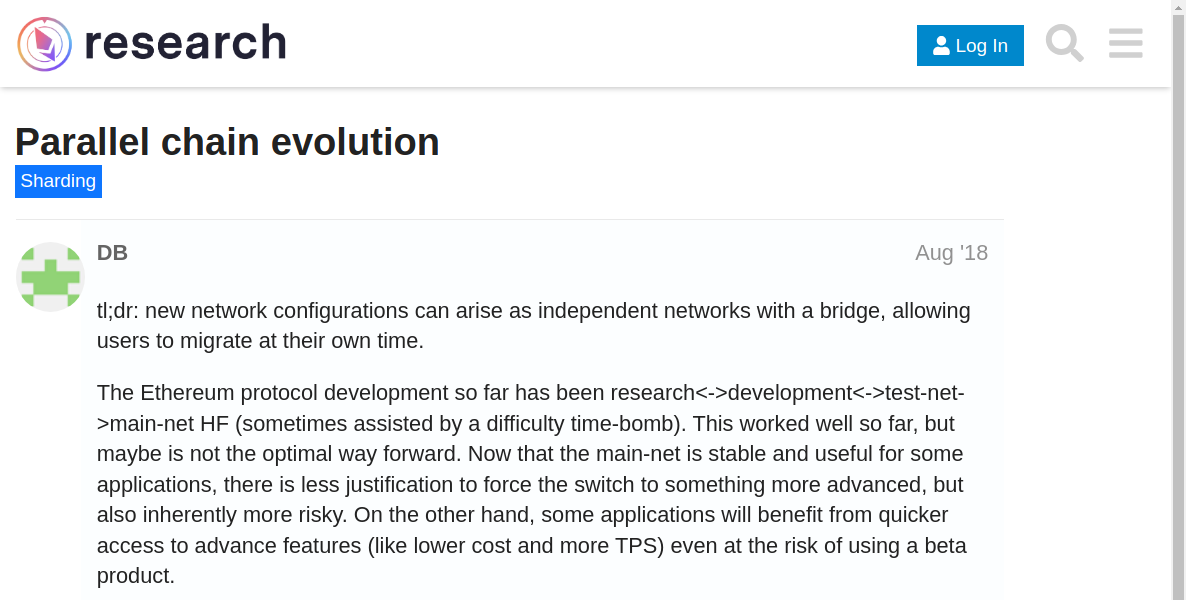 research
Log In
Parallel chain evolution
Sharding
DB
Aug '18
tl;dr: new network configurations can arise as independent networks with a bridge, allowing
users to migrate at their own time.
The Ethereum protocol development so far has been research<->development<->test-net-
>main-net HF (sometimes assisted by a difficulty time-bomb). This worked well so far, but
maybe is not the optimal way forward. Now that the main-net is stable and useful for some
applications, there is less justification to force the switch to something more advanced, but
also inherently more risky. On the other hand, some applications will benefit from quicker
access to advance features (like lower cost and more TPS) even at the risk of using a beta
product.